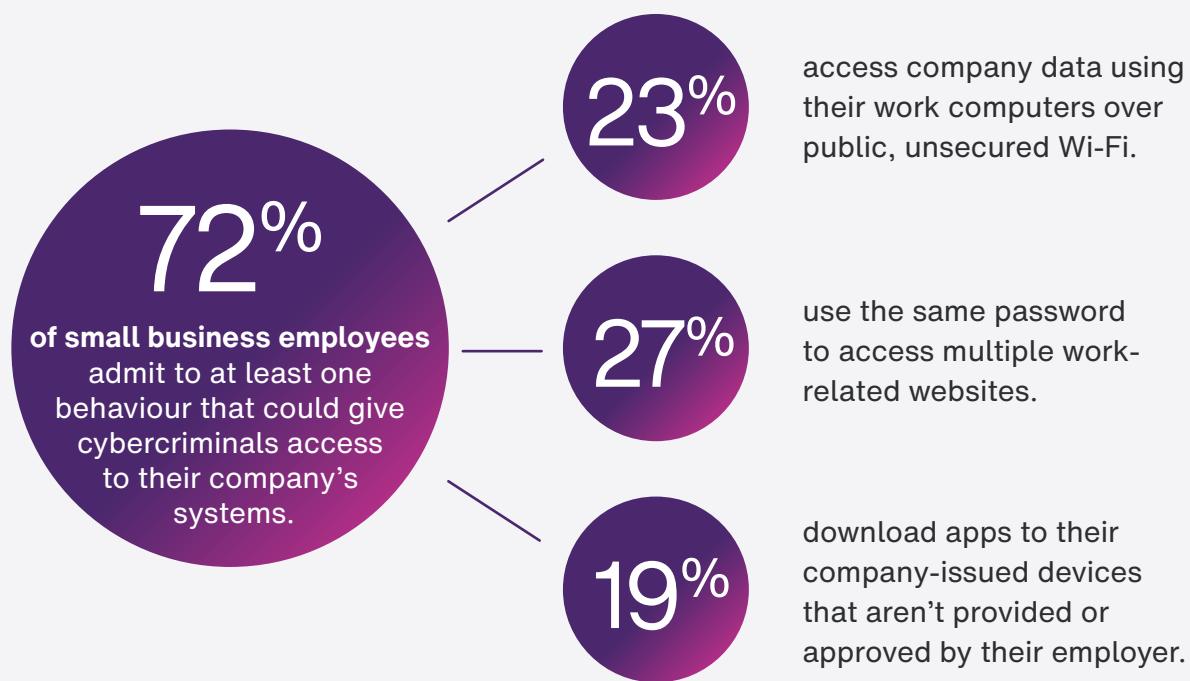 72%
of small business employees
admit to at least one
behaviour that could give
cybercriminals access
to their company's
systems.
23%
access company data using
their work computers over
public, unsecured Wi-Fi.
27%
use the same password
to access multiple work-
related websites.
19%
download apps to their
company-issued devices
that aren't provided or
approved by their employer.